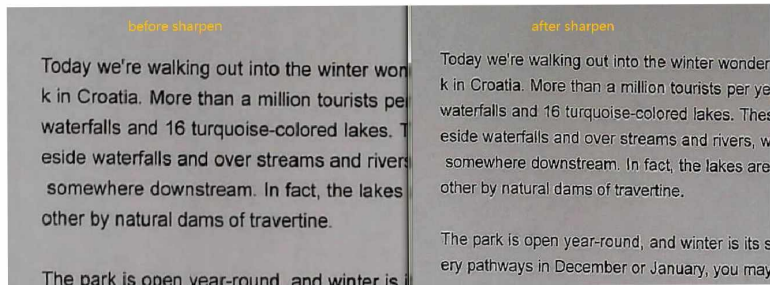 before sharpen
Today we're walking out into the winter won
k in Croatia. More than a million tourists per
waterfalls and 16 turquoise-colored lakes. T
eside waterfalls and over streams and rivers
somewhere downstream. In fact, the lakes
other by natural dams of travertine.
The park is open year-round, and winter is i
after sharpen
Today we're walking out into the winter wonder
k in Croatia. More than a million tourists per ye
waterfalls and 16 turquoise-colored lakes. Thes
eside waterfalls and over streams and rivers, w
somewhere downstream. In fact, the lakes are
other by natural dams of travertine.
The park is open year-round, and winter is its s
ery pathways in December or January, you may